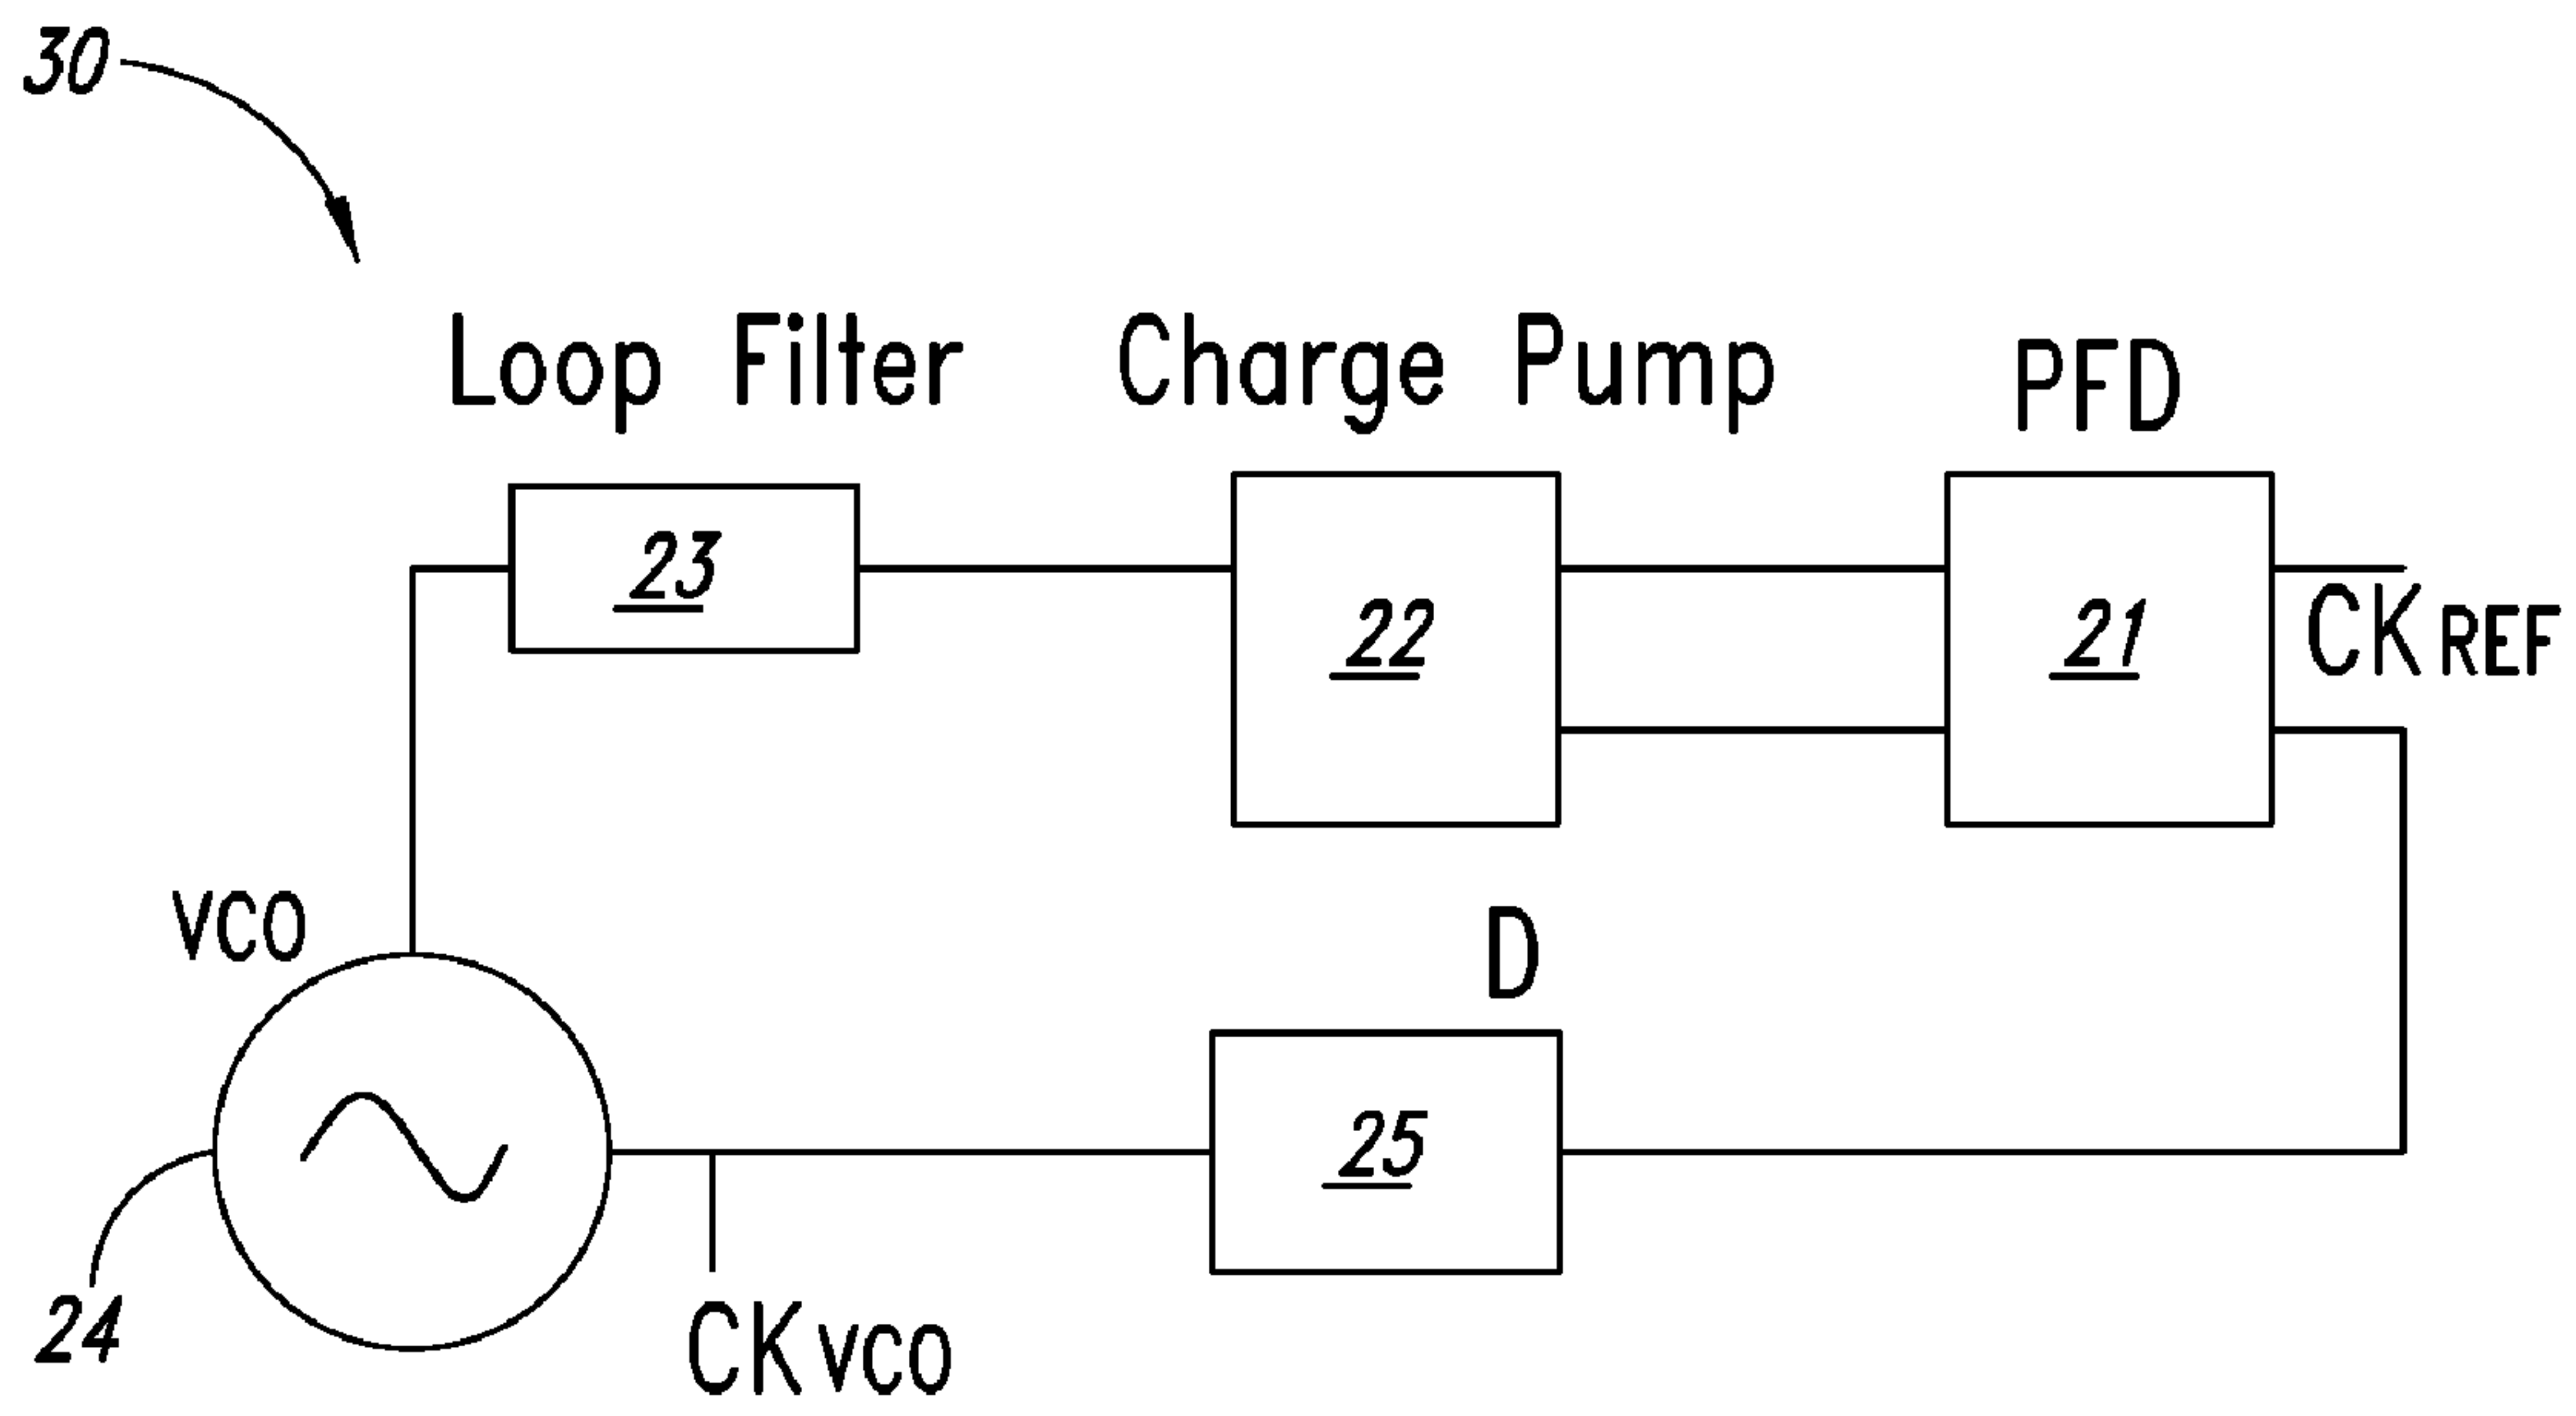 30
Loop Filter Charge Pump PFD
23
22
21
CKREF
VCO
D
25
24
CKVCO